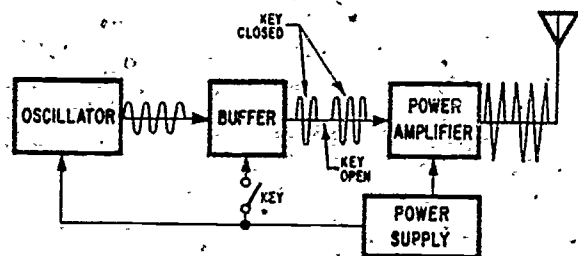 KEY
CLOSED
OSCILLATOR
BUFFER
POWER
AMPLIFIER
KEY
OPEN
KEY
POWER
SUPPLY